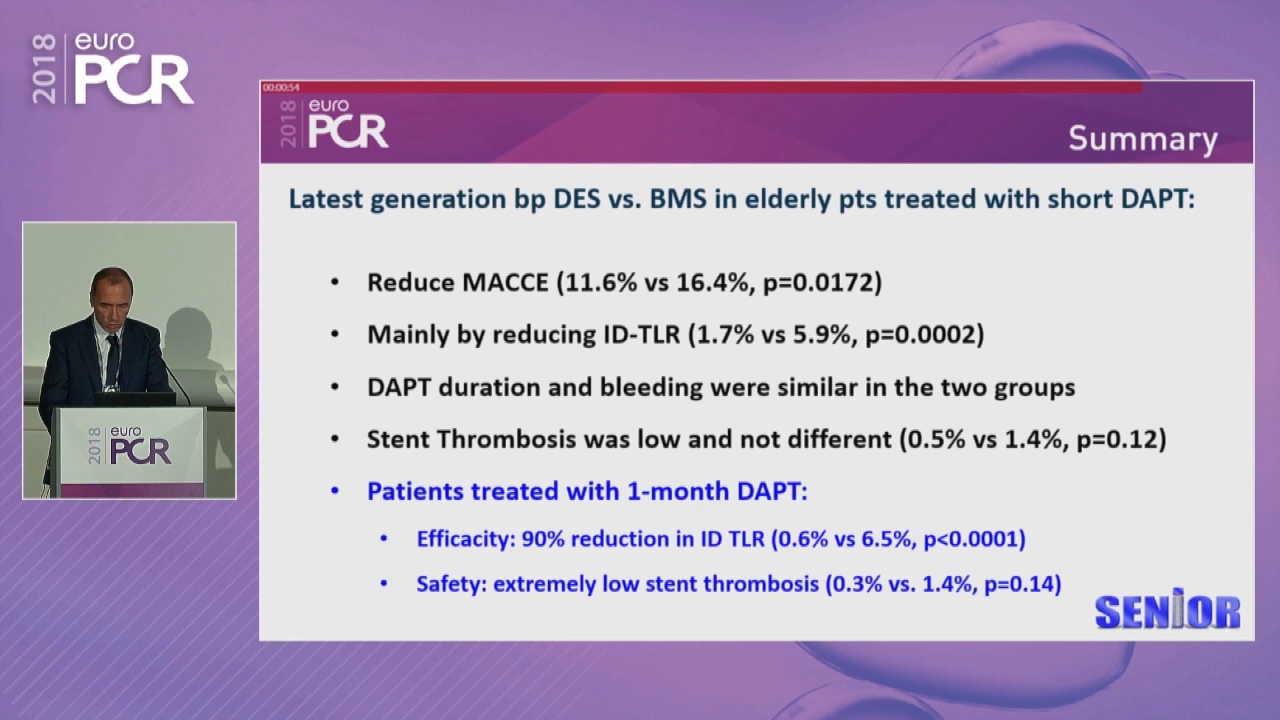 2018
euro
PCR
00:00:54
2018
euro
PCR
Summary
Latest generation bp DES vs. BMS in elderly pts treated with short DAPT:
• Reduce MACCE (11.6% vs 16.4%, p=0.0172)
• Mainly by reducing ID-TLR (1.7% vs 5.9%, p=0.0002)
• DAPT duration and bleeding were similar in the two groups
• Stent Thrombosis was low and not different (0.5% vs 1.4%, p=0.12)
• Patients treated with 1-month DAPT:
• Efficacity: 90% reduction in ID TLR (0.6% vs 6.5%, p<0.0001)
• Safety: extremely low stent thrombosis (0.3% vs. 1.4%, p=0.14)
SENIOR
2018
euro
PCR